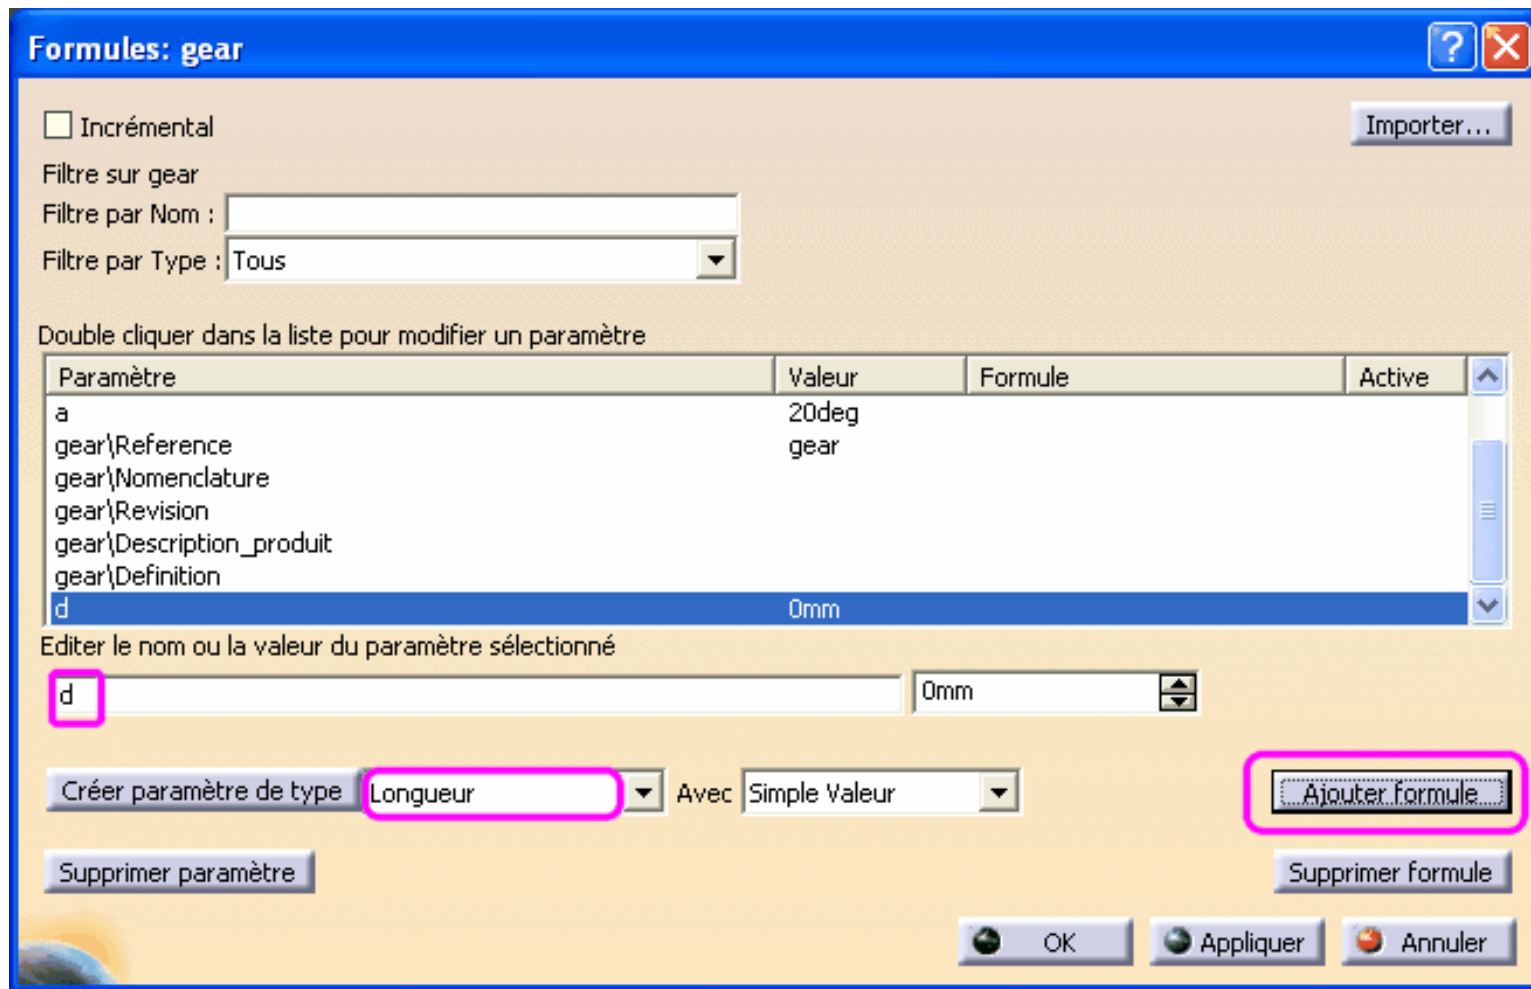 Formules: gear
Incrémental
Importer...
Filtre sur gear
Filtre par Nom :
Filtre par Type : Tous
Double cliquer dans la liste pour modifier un paramètre
Paramètre Valeur Formule Active
a 20deg
gear\Reference gear
gear\Nomenclature
gear\Revision
gear\Description_produit
gear\Definition
d 0mm
Editer le nom ou la valeur du paramètre sélectionné
d 0mm
Créer paramètre de type Longueur Avec Simple Valeur Ajouter formule
Supprimer paramètre Supprimer formule
OK Appliquer Annuler